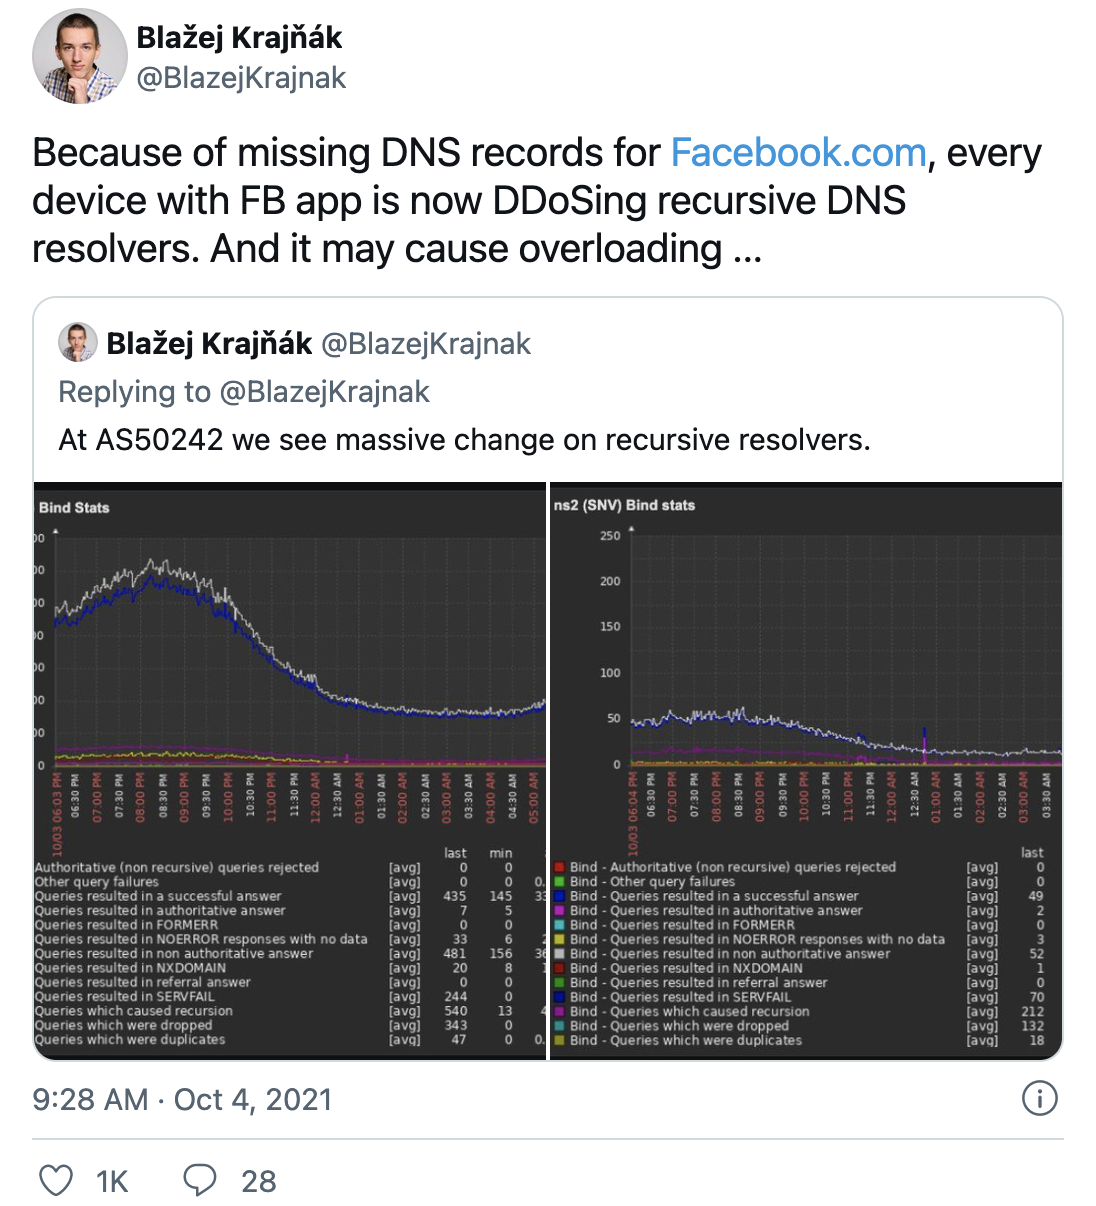 Blažej Krajňák
@BlazejKrajnak
Because of missing DNS records for Facebook.com, every
device with FB app is now DDoSing recursive DNS
resolvers. And it may cause overloading ...
Blažej Krajňák @BlazejKrajnak
Replying to @BlazejKrajnak
At AS50242 we see massive change on recursive resolvers.
Bind Stats
0
10/03 06:03 PM
06:30 PM
07:00 PM
07:30 PM
08:00 PM
08:30 PM
09:00 PM
09:30 PM
10:00 PM
10:30 PM
11:00 PM
11:30 PM
12:00 AM
12:30 AM
01:00 AM
01:30 AM
02:00 AM
02:30 AM
03:00 AM
03:30 AM
04:00 AM
04:30 AM
05:00 AM
last min
Authoritative (non recursive) queries rejected [avg] 0 0
Other query failures [avg] 0 0 0.
Queries resulted in a successful answer [avg] 435 145 33
Queries resulted in authoritative answer [avg] 7 5
Queries resulted in FORMERR [avg] 0 0
Queries resulted in NOERROR responses with no data [avg] 33 6 2
Queries resulted in non authoritative answer [avg] 481 156 36
Queries resulted in NXDOMAIN [avg] 20 8 1
Queries resulted in referral answer [avg] 0 0
Queries resulted in SERVFAIL [avg] 244 0
Queries which caused recursion [avg] 540 13 4
Queries which were dropped [avg] 343 0
Queries which were duplicates [avg] 47 0 0.
ns2 (SNV) Bind stats
250
200
150
100
50
0
10/03 06:04 PM
06:30 PM
07:00 PM
07:30 PM
08:00 PM
08:30 PM
09:00 PM
09:30 PM
10:00 PM
10:30 PM
11:00 PM
11:30 PM
12:00 AM
12:30 AM
01:00 AM
01:30 AM
02:00 AM
02:30 AM
03:00 AM
03:30 AM
last
Bind - Authoritative (non recursive) queries rejected [avg] 0
Bind - Other query failures [avg] 0
Bind - Queries resulted in a successful answer [avg] 49
Bind - Queries resulted in authoritative answer [avg] 2
Bind - Queries resulted in FORMERR [avg] 0
Bind - Queries resulted in NOERROR responses with no data [avg] 3
Bind - Queries resulted in non authoritative answer [avg] 52
Bind - Queries resulted in NXDOMAIN [avg] 1
Bind - Queries resulted in referral answer [avg] 0
Bind - Queries resulted in SERVFAIL [avg] 70
Bind - Queries which caused recursion [avg] 212
Bind - Queries which were dropped [avg] 132
Bind - Queries which were duplicates [avg] 18
9:28 AM · Oct 4, 2021
1K 28